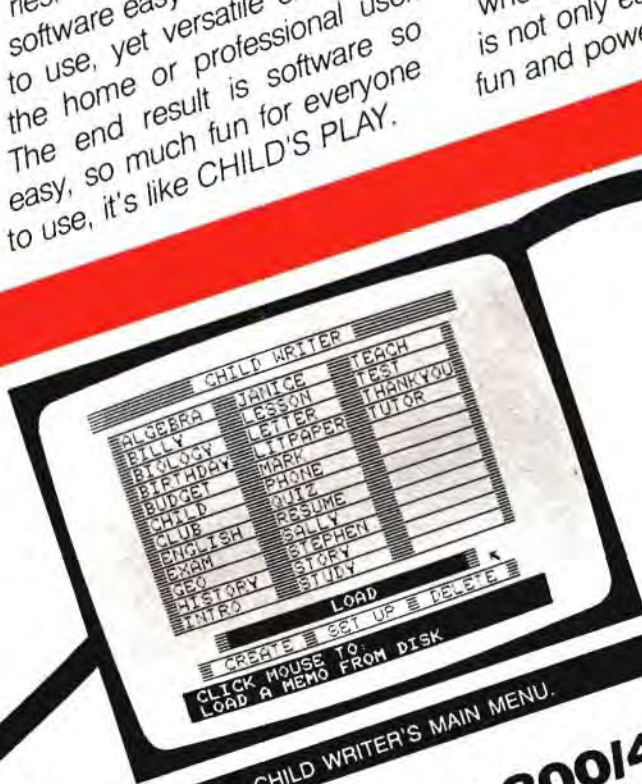 software easy
to use, yet versatile
the home or professional
The end result is software so
easy, so much fun for everyone
to use, it's like CHILD'S PLAY.
is not only
fun and
CHILD WRITER
ALGEBRA JANICE TEACH
BILLY LESSON TEST
BIOLOGY LETTER THANKYOU
BIRTHDAY LITPAPER TUTOR
BUDGET MARK
CHILD PHONE
CLUB QUIZ
ENGLISH RESUME
EXAM SALLY
GEO STEPHEN
HISTORY STORY
INTRO STUDY
LOAD
CREATE SET UP DELETE
CLICK MOUSE TO:
LOAD A MEMO FROM DISK
CHILD WRITER'S MAIN MENU.